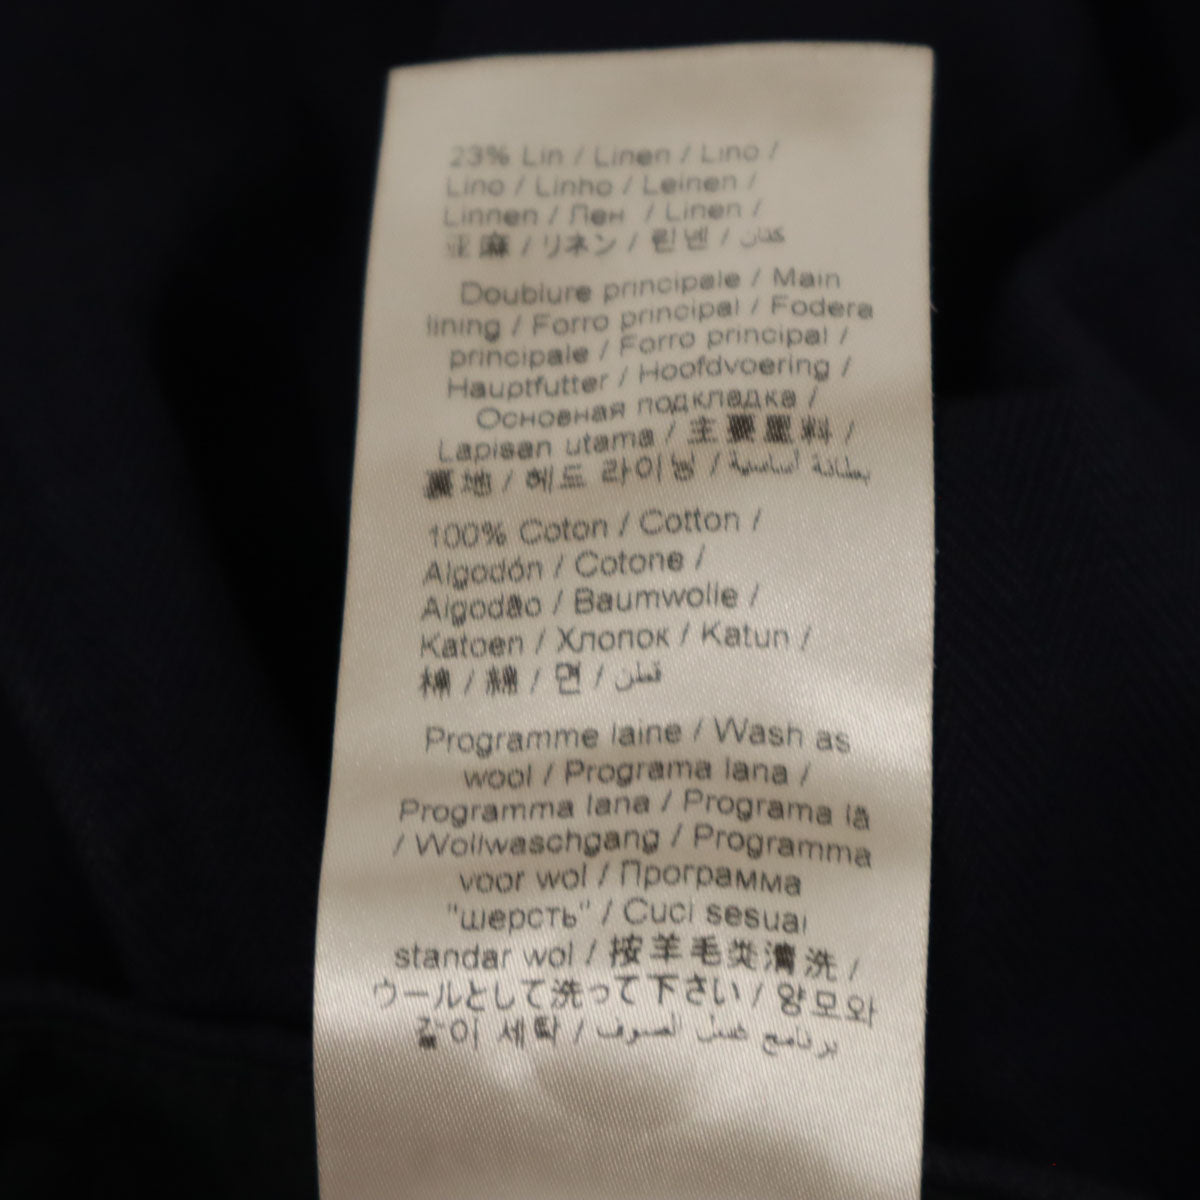 23% Lin / Linen / Lino /
Lino / Linho / Leinen /
Linnen / Лен / Linen /
亚麻 / リネン / 린넨 / كتان
Doublure principale / Main
lining / Forro principal / Fodera
principale / Forro principal /
Hauptfutter / Hoofdvoering /
Основная подкладка /
Lapisan utama / 主要里料 /
裏地 / 헤드 라이닝 / بطانة أساسية
100% Coton / Cotton /
Algodón / Cotone /
Algodão / Baumwolle /
Katoen / Хлопок / Katun /
棉 / 綿 / 면 / قطن
Programme laine / Wash as
wool / Programa lana /
Programma lana / Programa lã
/ Wollwaschgang / Programma
voor wol / Программа
"шерсть" / Cuci sesuai
standar wol / 按羊毛类清洗 /
ウールとして洗って下さい / 양모와
같이 세탁 / برنامج غسل الصوف